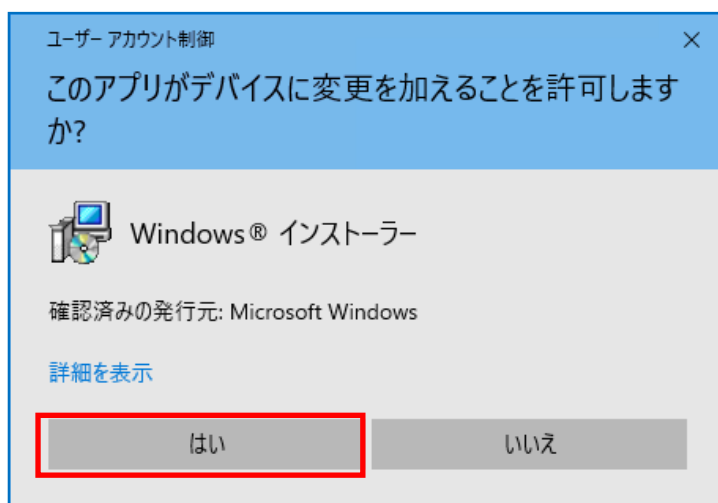 ユーザー アカウント制御
このアプリがデバイスに変更を加えることを許可します
か?
Windows® インストーラー
確認済みの発行元: Microsoft Windows
詳細を表示
はい
いいえ